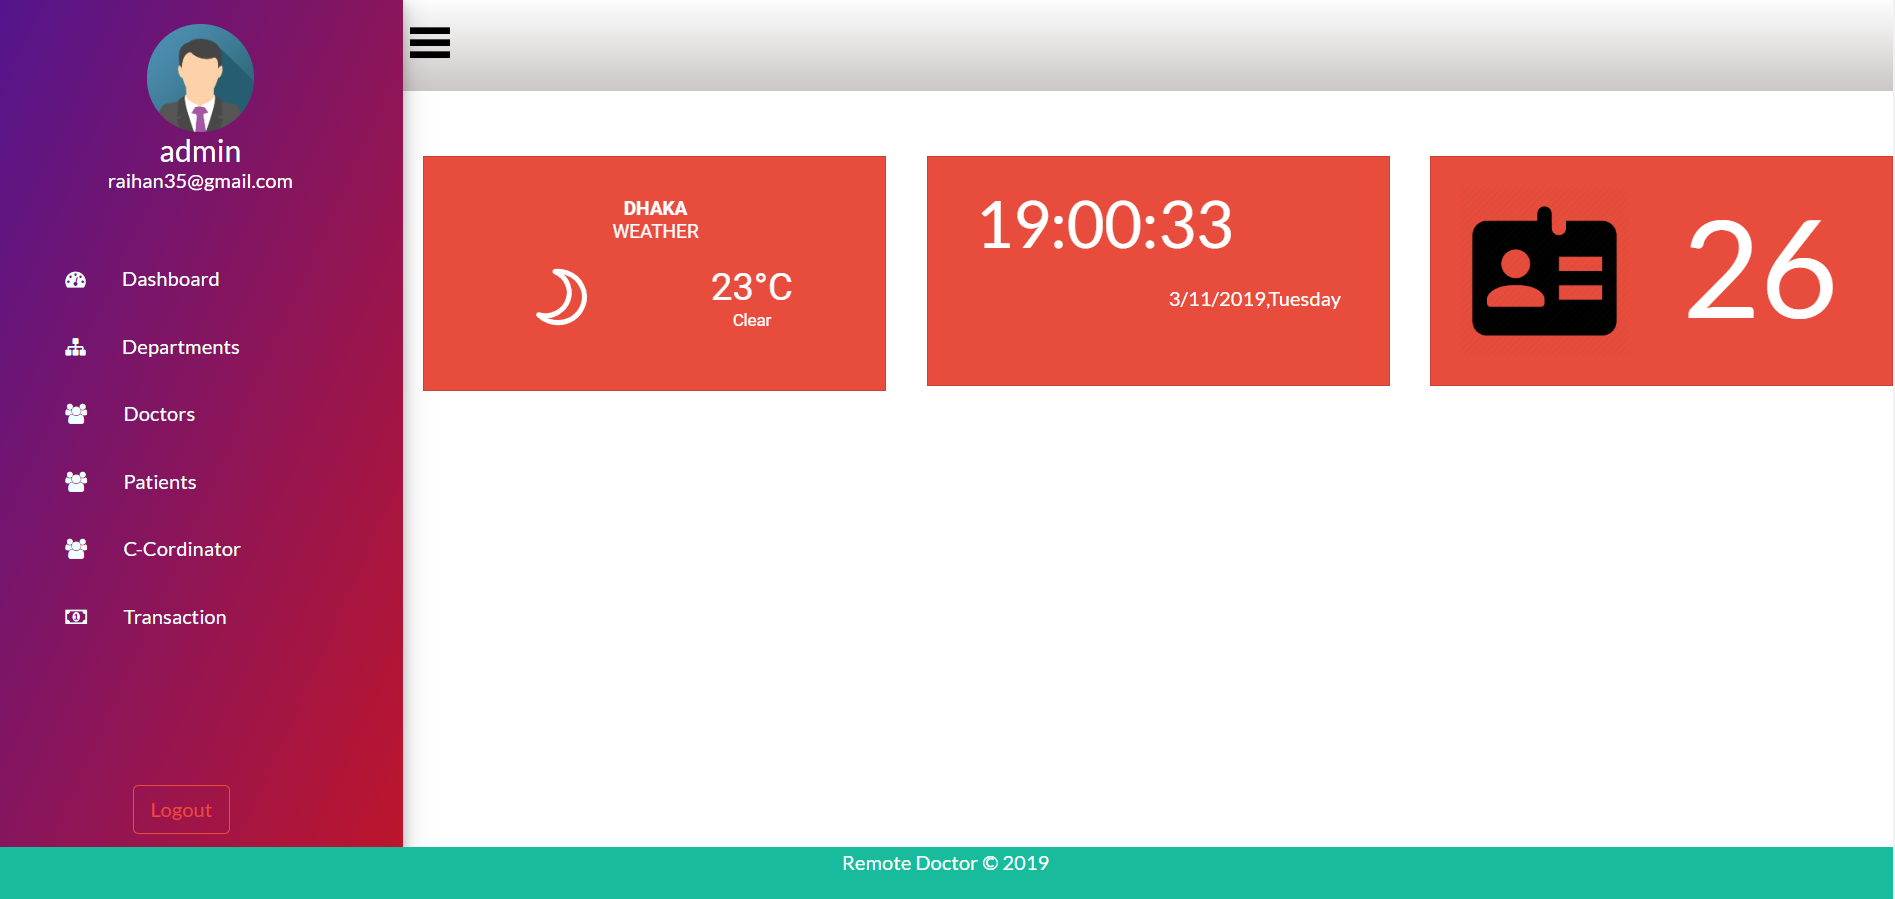 admin
raihan35@gmail.com
Dashboard
Departments
Doctors
Patients
C-Cordinator
Transaction
Logout
DHAKA
WEATHER
23°C
Clear
19:00:33
3/11/2019,Tuesday
26
Remote Doctor © 2019